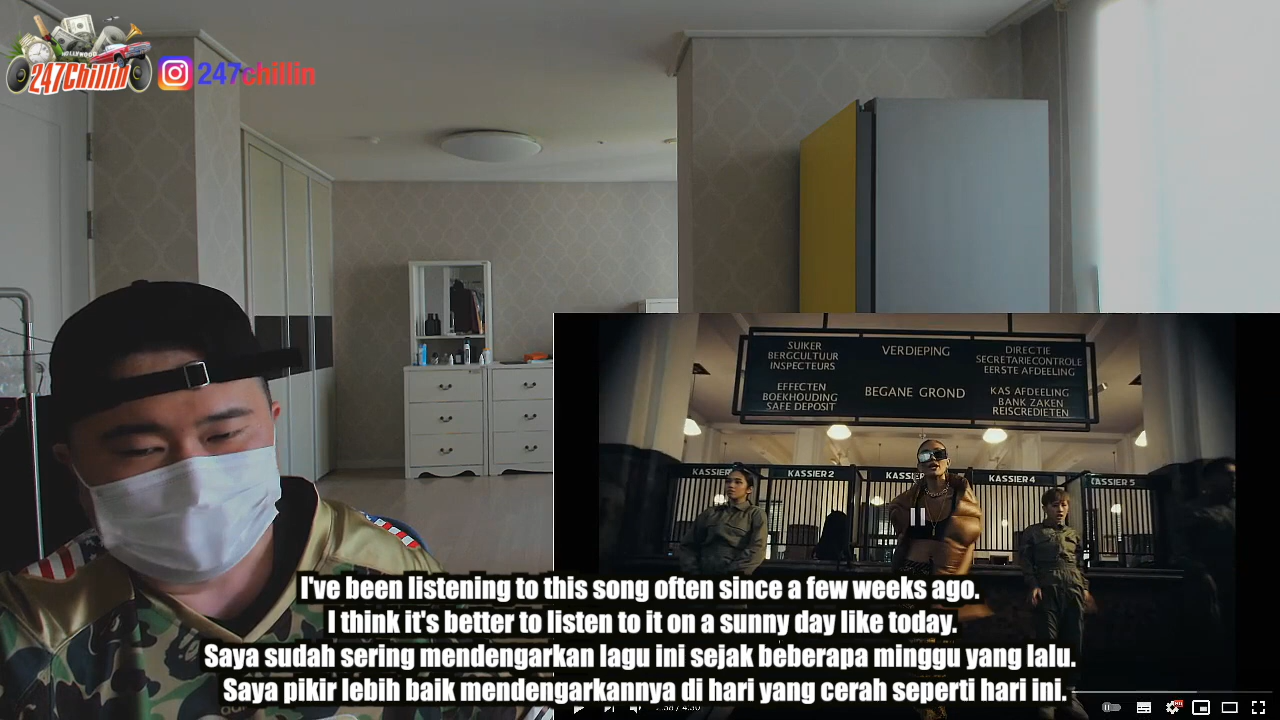 HOLLYWOOD
247Chillin
247chillin
SUIKER
BERGCULTUUR
INSPECTEURS
VERDIEPING
DIRECTIE
SECRETARIECONTROLE
EERSTE AFDEELING
EFFECTEN
BOEKHOUDING
SAFE DEPOSIT
BEGANE GROND
KAS AFDEELING
BANK ZAKEN
REISCREDIETEN
KASSIER
KASSIER 2
KASSIER 4
KASSIER 5
I've been listening to this song often since a few weeks ago.
I think it's better to listen to it on a sunny day like today.
Saya sudah sering mendengarkan lagu ini sejak beberapa minggu yang lalu.
Saya pikir lebih baik mendengarkannya di hari yang cerah seperti hari ini.